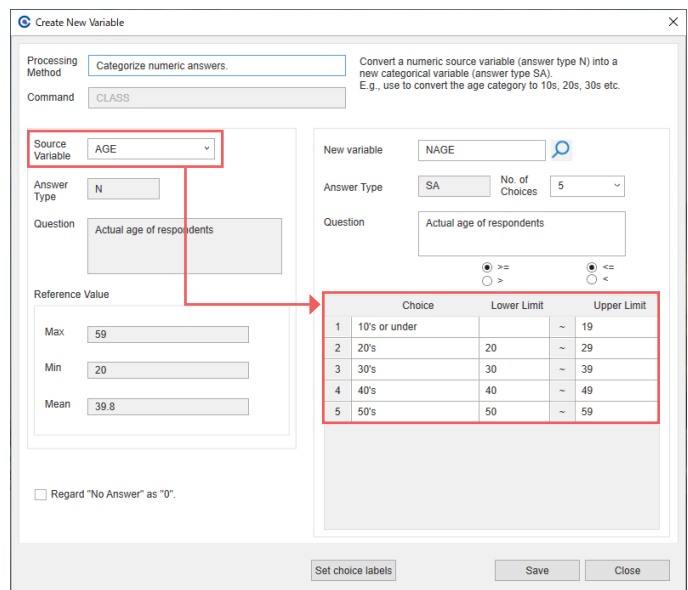 Create New Variable
Processing
Method
Categorize numeric answers.
Convert a numeric source variable (answer type N) into a
new categorical variable (answer type SA).
E.g., use to convert the age category to 10s, 20s, 30s etc.
Command
CLASS
Source
Variable
AGE
Answer
Type
N
Question
Actual age of respondents
Reference Value
Max
59
Min
20
Mean
39.8
Regard "No Answer" as "0".
New variable
NAGE
Answer Type
SA
No. of
Choices
5
Question
Actual age of respondents
>= <=
> <
Choice Lower Limit Upper Limit
1 10's or under ~ 19
2 20's 20 ~ 29
3 30's 30 ~ 39
4 40's 40 ~ 49
5 50's 50 ~ 59
Set choice labels Save Close